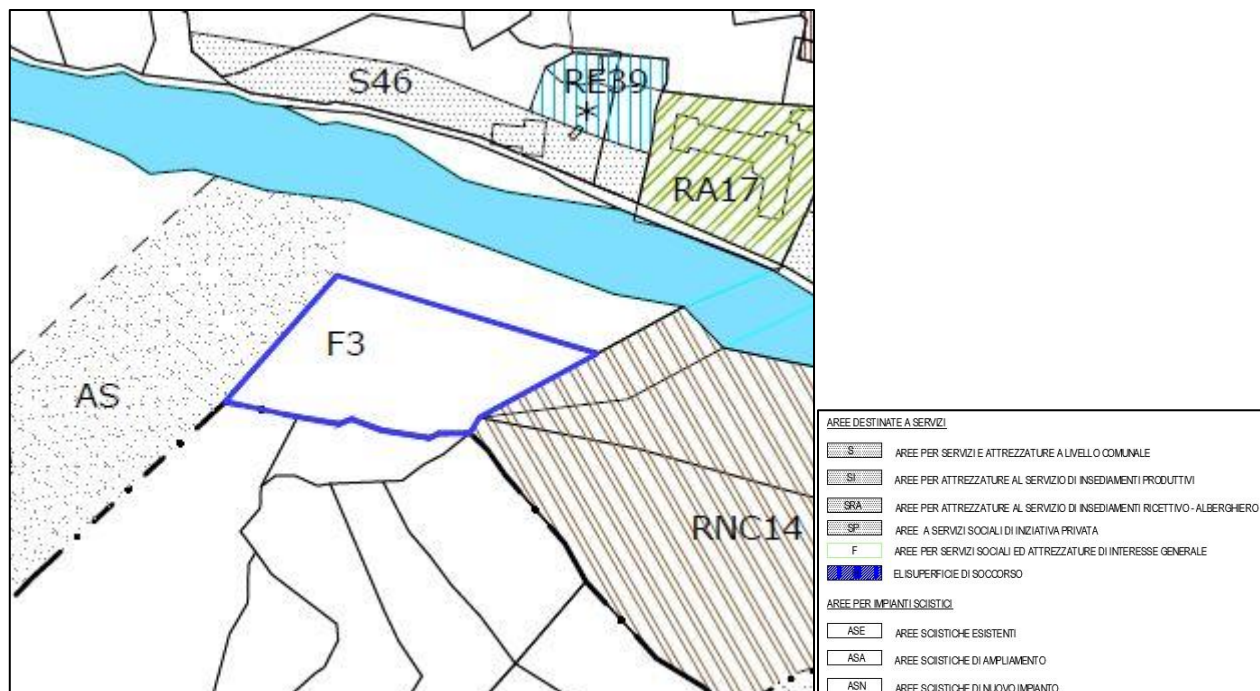 S46
RE39
RA17
F3
AS
RNC14
AREE DESTINATE A SERVIZI
S AREE PER SERVIZI E ATTREZZATURE A LIVELLO COMUNALE
SI AREE PER ATTREZZATURE AL SERVIZIO DI INSEDIAMENTI PRODUTTIVI
SRA AREE PER ATTREZZATURE AL SERVIZIO DI INSEDIAMENTI RICETTIVO - ALBERGHIERO
SP AREE A SERVIZI SOCIALI DI INIZIATIVA PRIVATA
F AREE PER SERVIZI SOCIALI ED ATTREZZATURE DI INTERESSE GENERALE
ELISUPERFICIE DI SOCCORSO
AREE PER IMPIANTI SCIISTICI
ASE AREE SCIISTICHE ESISTENTI
ASA AREE SCIISTICHE DI AMPLIAMENTO
ASN AREE SCIISTICHE DI NUOVO IMPIANTO